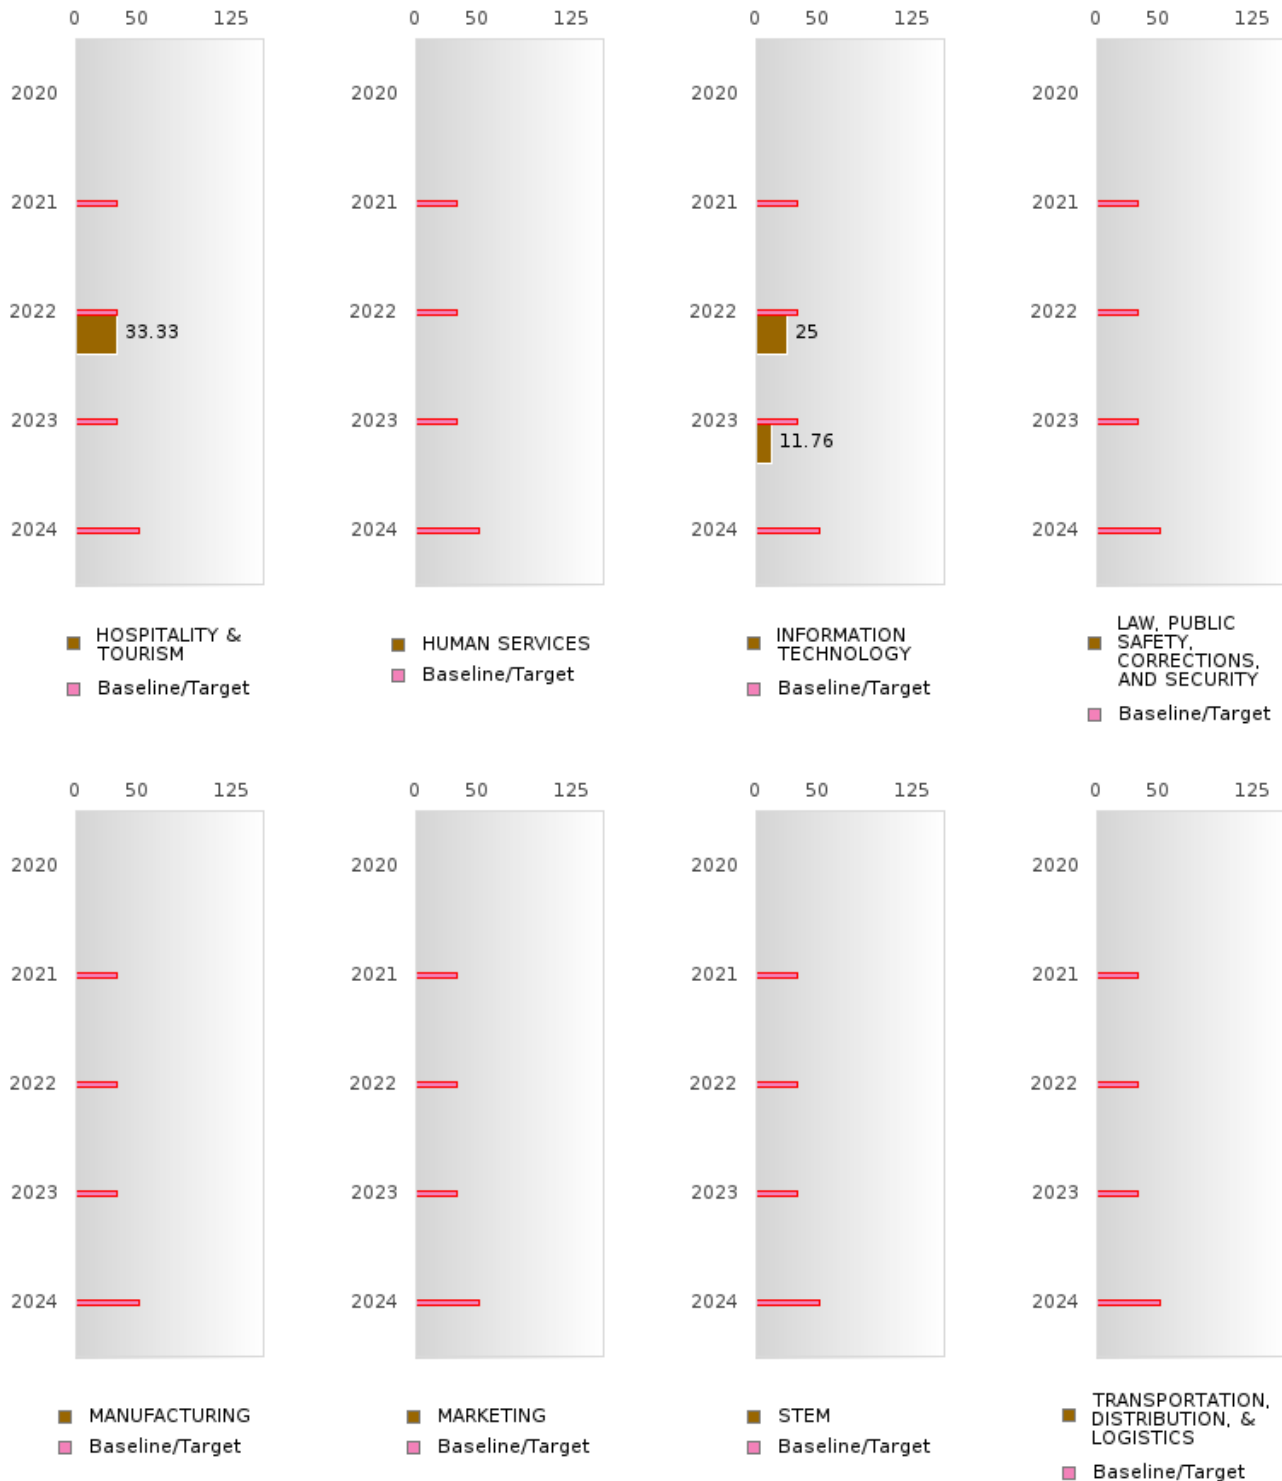 0 50 125
0 50 125
0 50 125
0 50 125
2020 2020 2020 2020
2021 2021 2021 2021
2022 2022 2022 2022
33.33 25
2023 2023 2023 2023
11.76
2024 2024 2024 2024
HOSPITALITY &
TOURISM
Baseline/Target
HUMAN SERVICES
Baseline/Target
INFORMATION
TECHNOLOGY
Baseline/Target
LAW, PUBLIC
SAFETY,
CORRECTIONS,
AND SECURITY
Baseline/Target
0 50 125
0 50 125
0 50 125
0 50 125
2020 2020 2020 2020
2021 2021 2021 2021
2022 2022 2022 2022
2023 2023 2023 2023
2024 2024 2024 2024
MANUFACTURING
Baseline/Target
MARKETING
Baseline/Target
STEM
Baseline/Target
TRANSPORTATION,
DISTRIBUTION, &
LOGISTICS
Baseline/Target